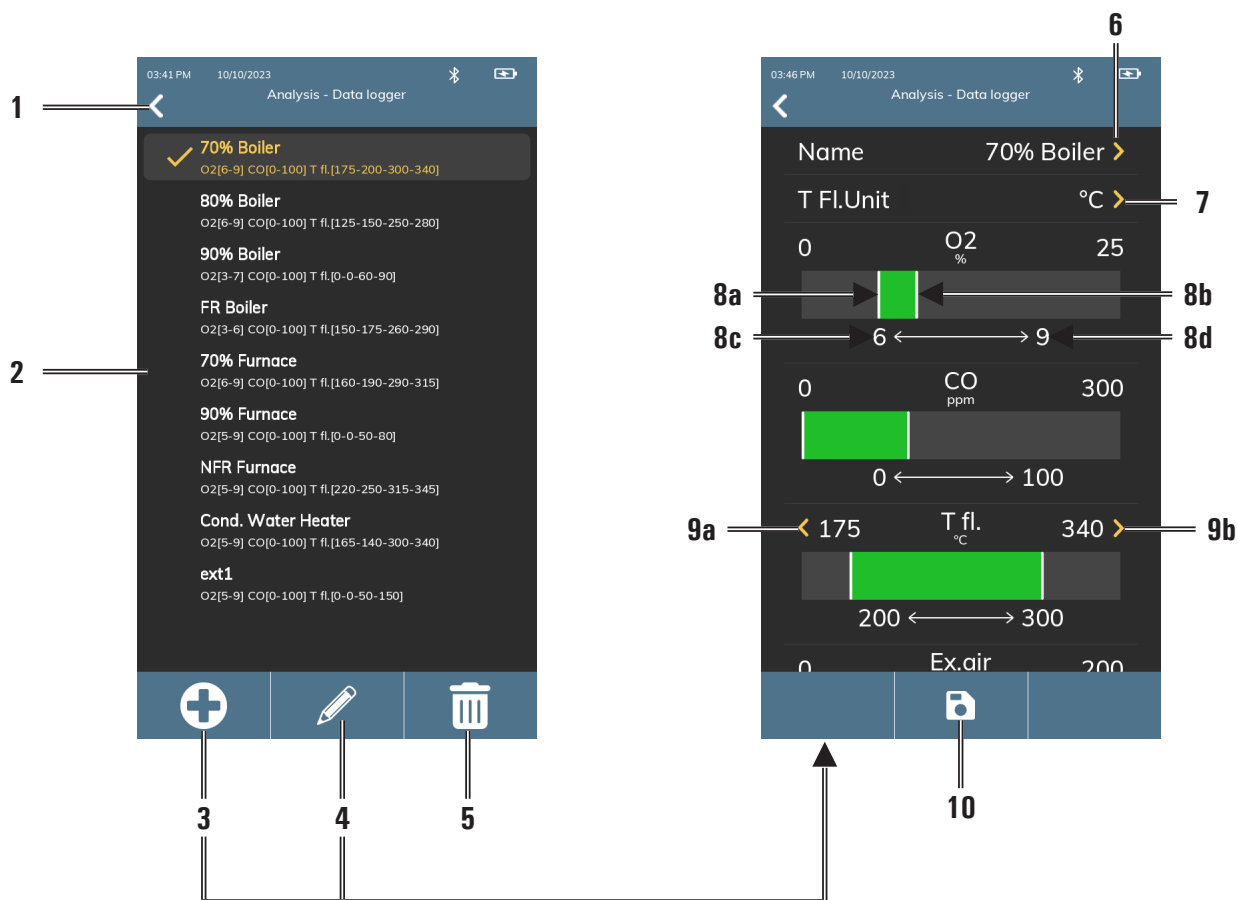 03:41 PM 10/10/2023
Analysis - Data logger
1
70% Boiler
O2[6-9] CO[0-100] T fl.[175-200-300-340]
80% Boiler
O2[6-9] CO[0-100] T fl.[125-150-250-280]
90% Boiler
O2[3-7] CO[0-100] T fl.[0-0-60-90]
FR Boiler
O2[3-6] CO[0-100] T fl.[150-175-260-290]
70% Furnace
2
O2[6-9] CO[0-100] T fl.[160-190-290-315]
90% Furnace
O2[5-9] CO[0-100] T fl.[0-0-50-80]
NFR Furnace
O2[5-9] CO[0-100] T fl.[220-250-315-345]
Cond. Water Heater
O2[5-9] CO[0-100] T fl.[165-140-300-340]
ext1
O2[5-9] CO[0-100] T fl.[0-0-50-150]
3 4 5
6
03:46 PM 10/10/2023
Analysis - Data logger
Name 70% Boiler
T Fl.Unit °C 7
0 O2 25
%
8a 8b
8c 6 9 8d
0 CO 300
ppm
0 100
9a 175 T fl. 340 9b
°C
200 300
0 Ex.air 200
10